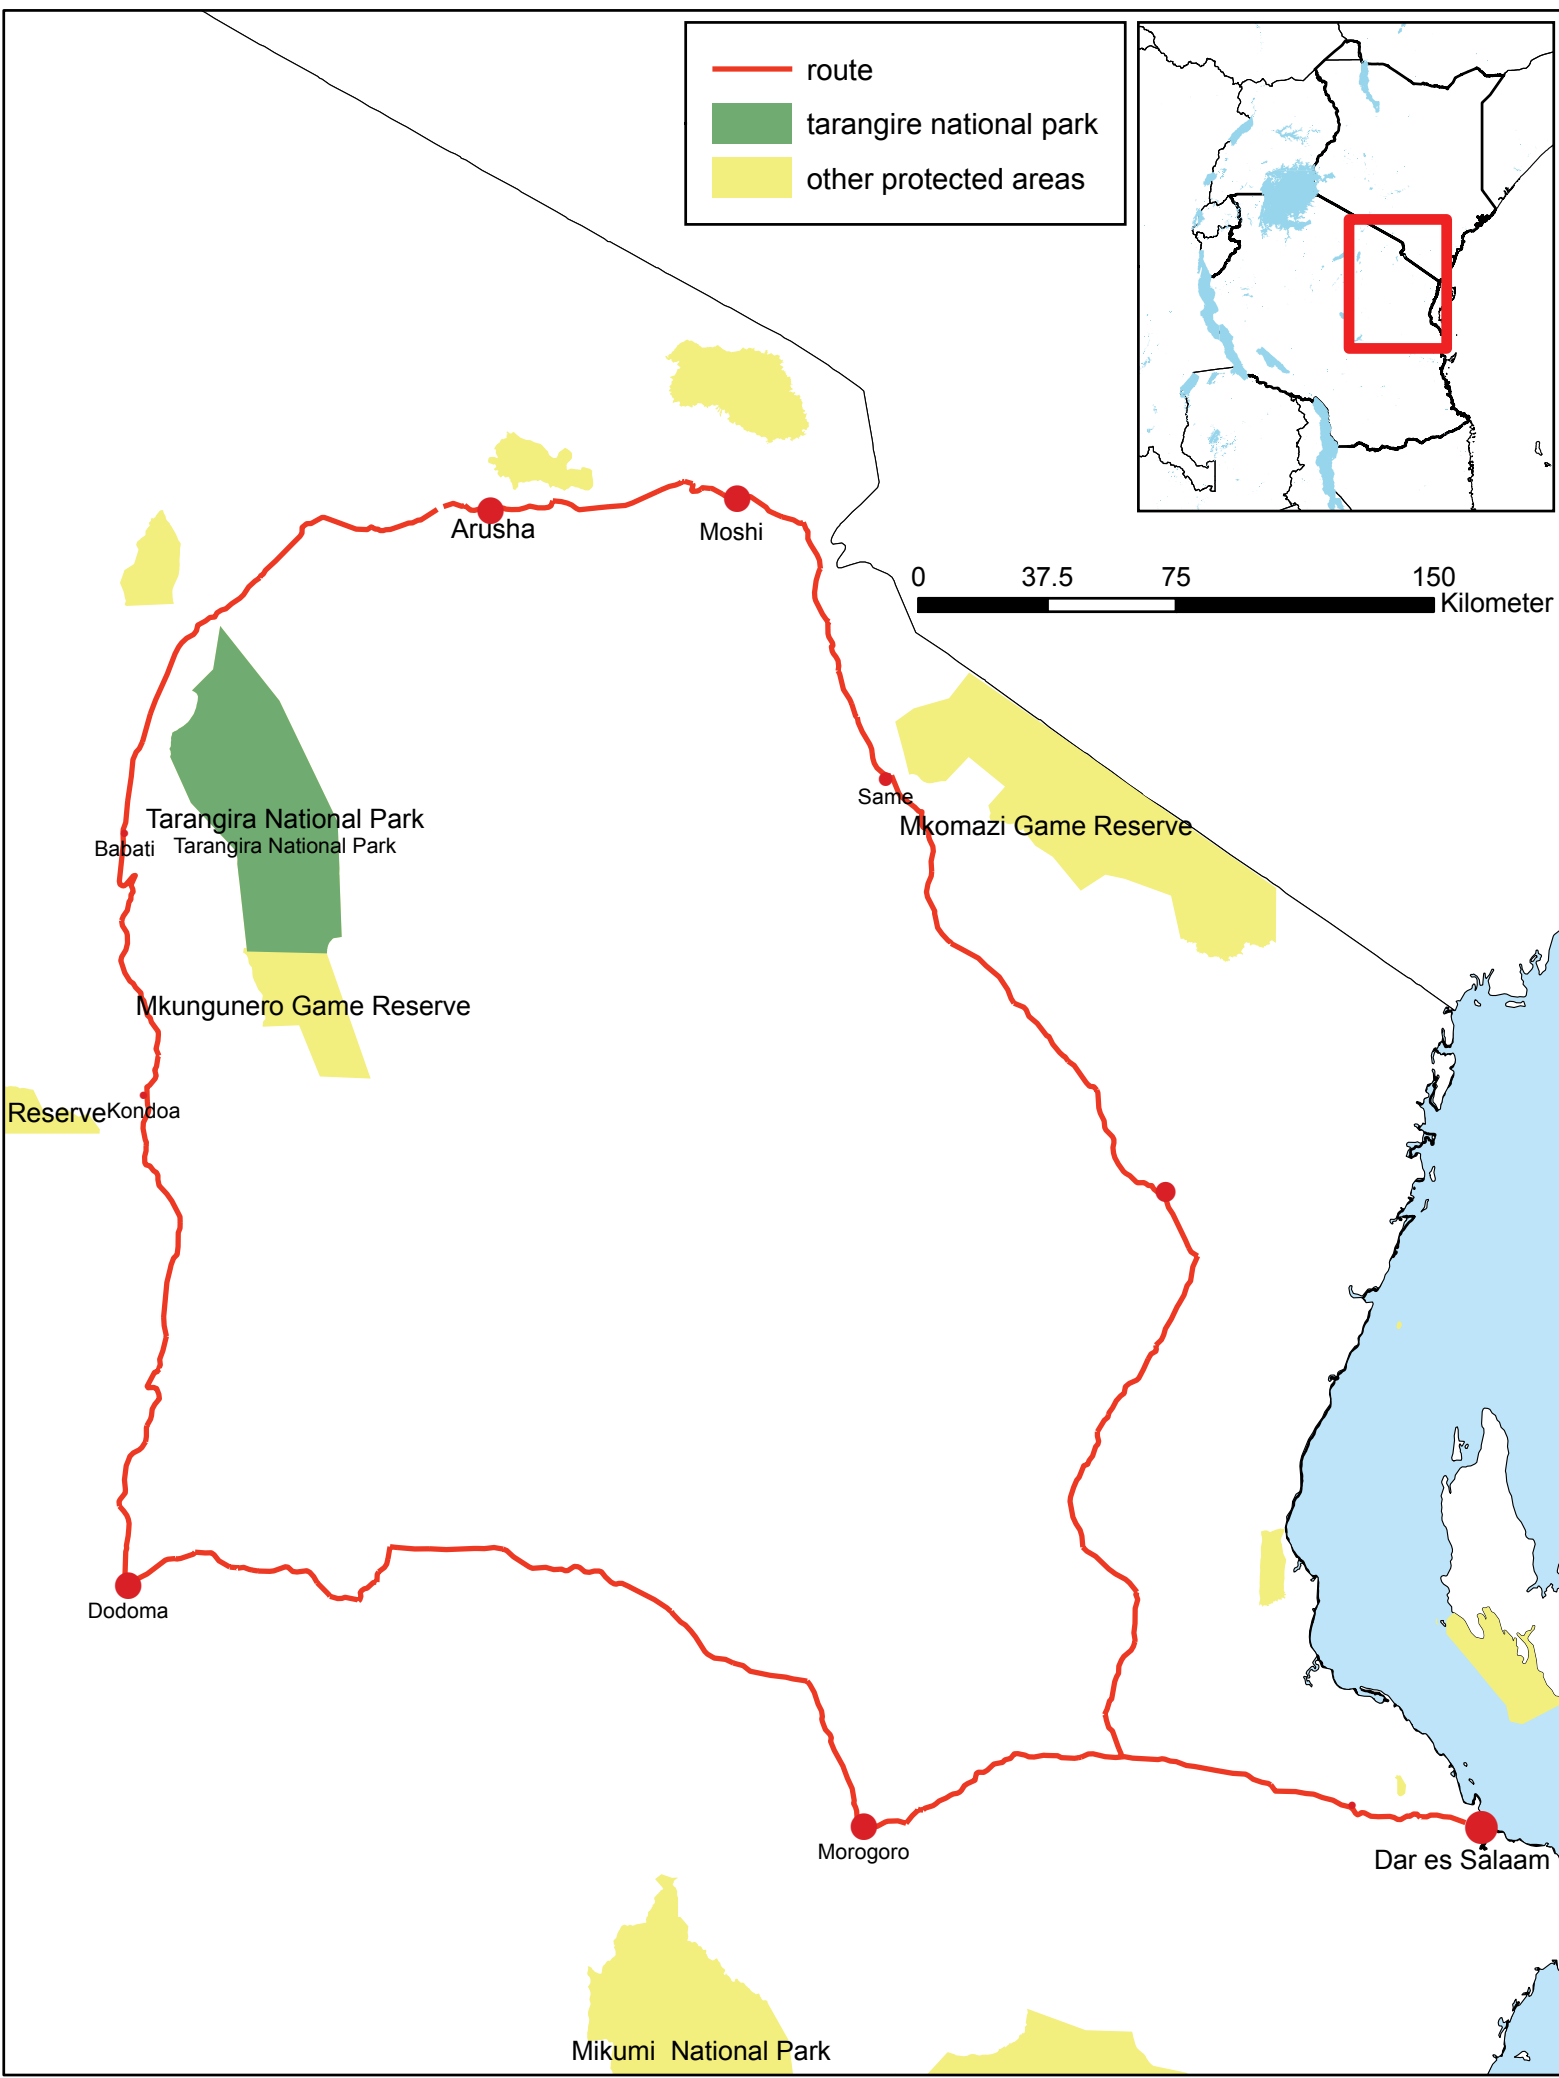 route
tarangire national park
other protected areas
0 37.5 75 150
Kilometer
Arusha
Moshi
Same
Mkomazi Game Reserve
Tarangira National Park
Babati
Tarangira National Park
Mkungunero Game Reserve
Reserve
Kondoa
Dodoma
Morogoro
Dar es Salaam
Mikumi National Park